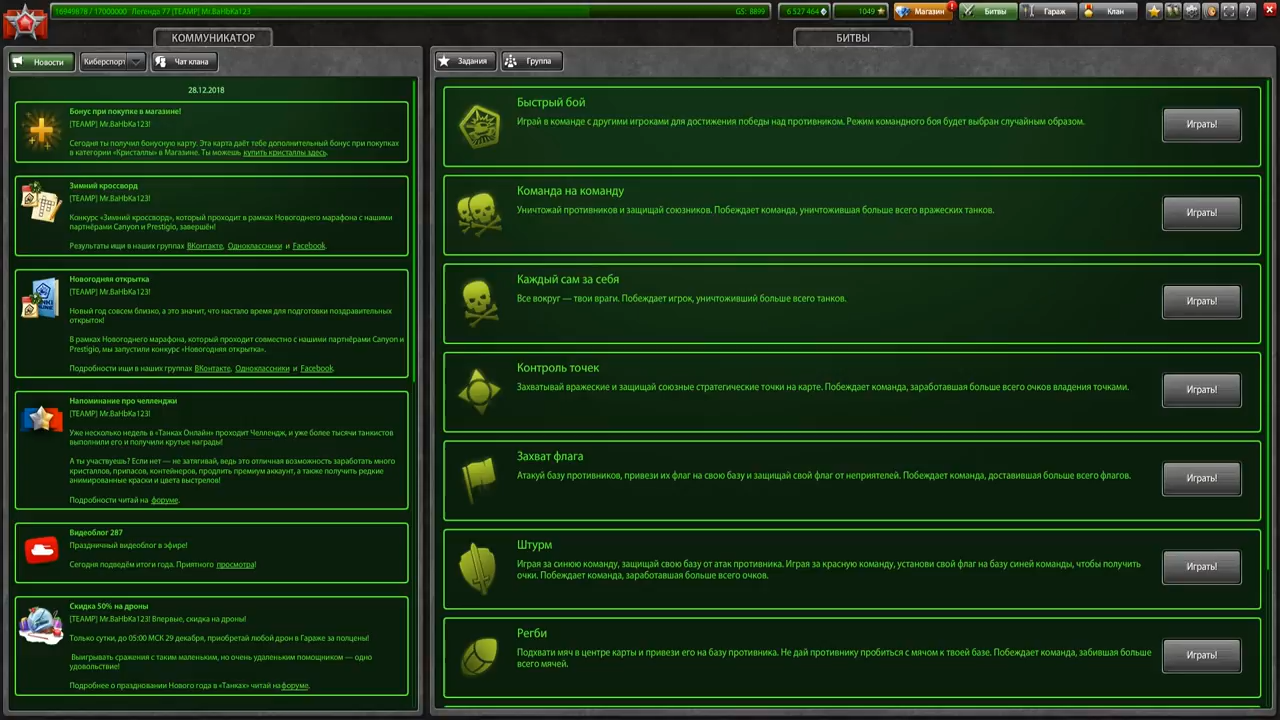 16949878 / 17000000 Легенда 77 [TEAMP] Mr.BaHbKa123
GS: 8899
6 527 464
1049
Магазин
Битвы
Гараж
Клан
КОММУНИКАТОР
БИТВЫ
Новости
Киберспорт
Чат клана
28.12.2018
Бонус при покупке в магазине!
[TEAMP] Mr.BaHbKa123!
Сегодня ты получил бонусную карту. Эта карта даёт тебе дополнительный бонус при покупках
в категории «Кристаллы» в Магазине. Ты можешь купить кристаллы здесь.
Зимний кроссворд
[TEAMP] Mr.BaHbKa123!
Конкурс «Зимний кроссворд», который проходит в рамках Новогоднего марафона с нашими
партнёрами Canyon и Prestigio, завершён!
Результаты ищи в наших группах ВКонтакте, Одноклассники и Facebook.
Новогодняя открытка
[TEAMP] Mr.BaHbKa123!
Новый год совсем близко, а это значит, что настало время для подготовки поздравительных
открыток!
В рамках Новогоднего марафона, который проходит совместно с нашими партнёрами Canyon и
Prestigio, мы запустили конкурс «Новогодняя открытка».
Подробности ищи в наших группах ВКонтакте, Одноклассники и Facebook.
Напоминание про челленджи
[TEAMP] Mr.BaHbKa123!
Уже несколько недель в «Танках Онлайн» проходит Челлендж, и уже более тысячи танкистов
выполнили его и получили крутые награды!
А ты участвуешь? Если нет — не затягивай, ведь это отличная возможность заработать много
кристаллов, припасов, контейнеров, продлить премиум аккаунт, а также получить редкие
анимированные краски и цвета выстрелов!
Подробности читай на форуме.
Видеоблог 287
Праздничный видеоблог в эфире!
Сегодня подведём итоги года. Приятного просмотра!
Скидка 50% на дроны
[TEAMP] Mr.BaHbKa123! Впервые, скидка на дроны!
Только сутки, до 05:00 МСК 29 декабря, приобретай любой дрон в Гараже за полцены!
Выигрывать сражения с таким маленьким, но очень удаленьким помощником — одно
удовольствие!
Подробнее о праздновании Нового года в «Танках» читай на форуме.
Задания
Группа
Быстрый бой
Играй в команде с другими игроками для достижения победы над противником. Режим командного боя будет выбран случайным образом.
Играть!
Команда на команду
Уничтожай противников и защищай союзников. Побеждает команда, уничтожившая больше всего вражеских танков.
Играть!
Каждый сам за себя
Все вокруг — твои враги. Побеждает игрок, уничтоживший больше всего танков.
Играть!
Контроль точек
Захватывай вражеские и защищай союзные стратегические точки на карте. Побеждает команда, заработавшая больше всего очков владения точками.
Играть!
Захват флага
Атакуй базу противников, привези их флаг на свою базу и защищай свой флаг от неприятелей. Побеждает команда, доставившая больше всего флагов.
Играть!
Штурм
Играя за синюю команду, защищай свою базу от атак противника. Играя за красную команду, установи свой флаг на базу синей команды, чтобы получить
очки. Побеждает команда, заработавшая больше всего очков.
Играть!
Регби
Подхвати мяч в центре карты и привези его на базу противника. Не дай противнику пробиться с мячом к твоей базе. Побеждает команда, забившая больше
всего мячей.
Играть!